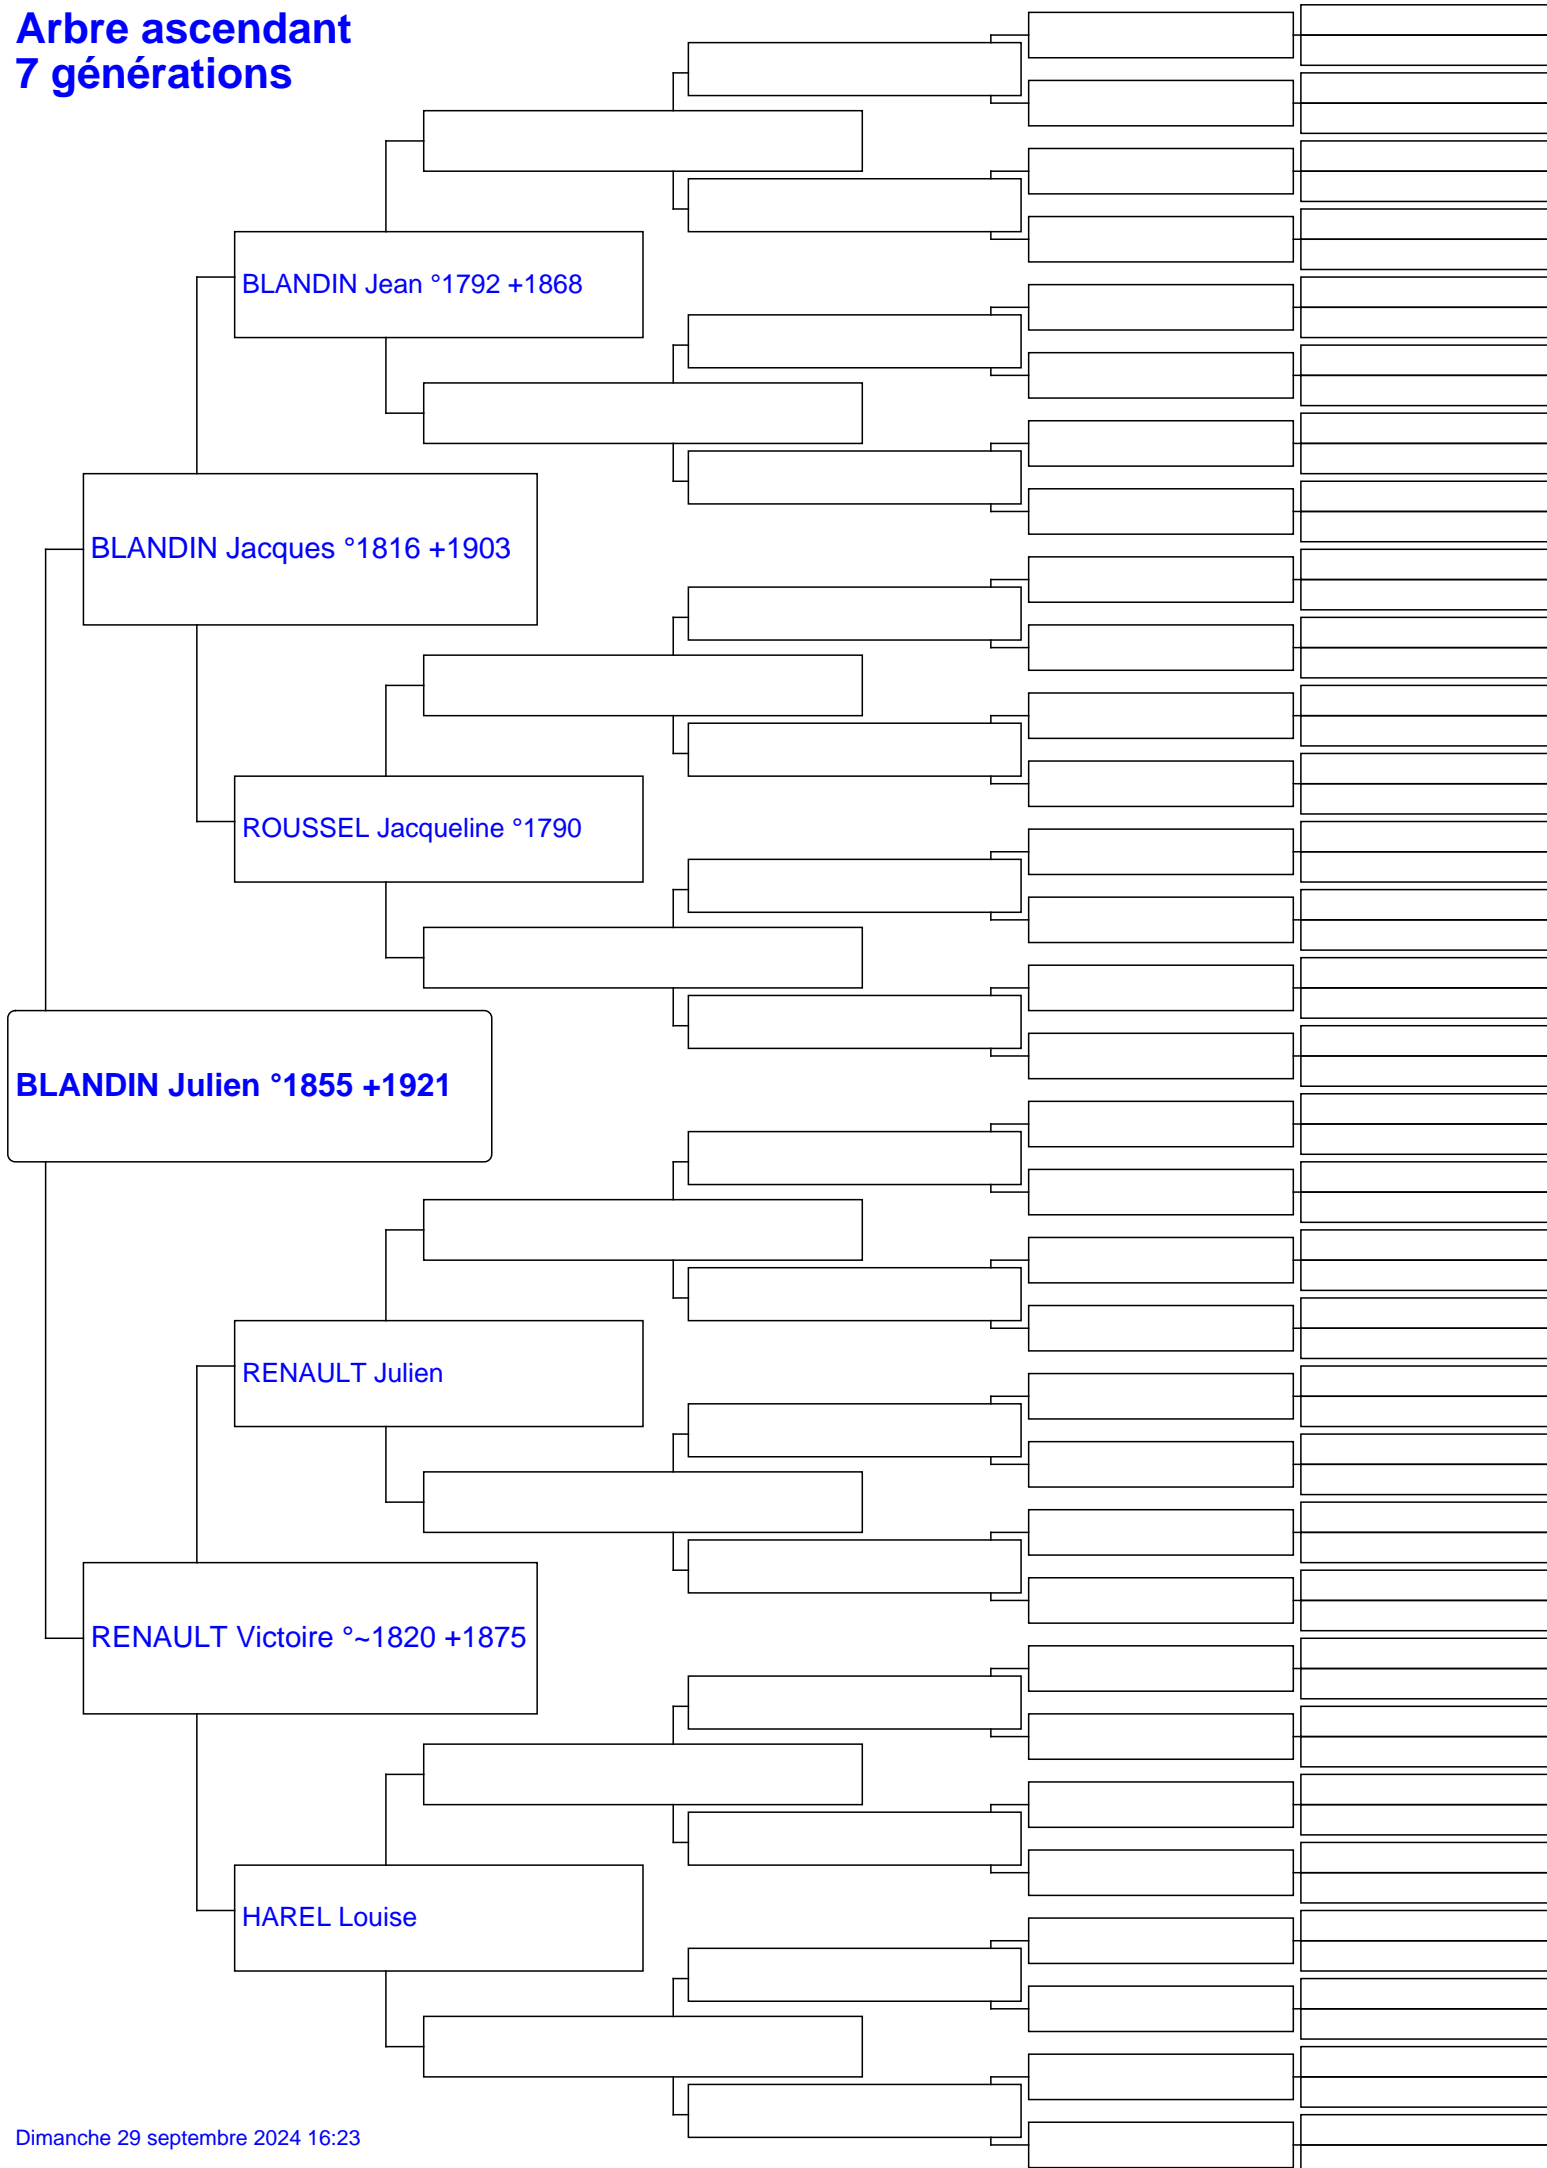 Arbre ascendant
7 générations
BLANDIN Jean °1792 +1868
BLANDIN Jacques °1816 +1903
ROUSSEL Jacqueline °1790
BLANDIN Julien °1855 +1921
RENAULT Julien
RENAULT Victoire °~1820 +1875
HAREL Louise
Dimanche 29 septembre 2024 16:23